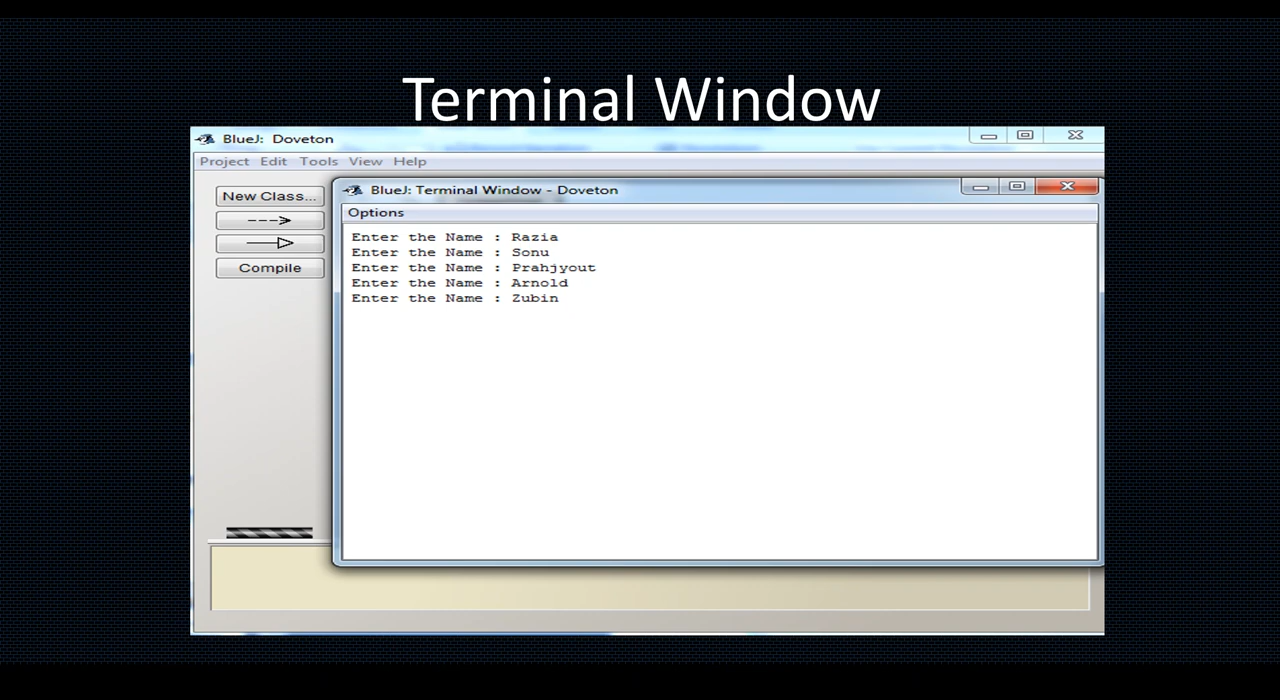 Terminal Window
BlueJ: Doveton
Project Edit Tools View Help
New Class...
Compile
BlueJ: Terminal Window - Doveton
Options
Enter the Name : Razia
Enter the Name : Sonu
Enter the Name : Prahjyout
Enter the Name : Arnold
Enter the Name : Zubin